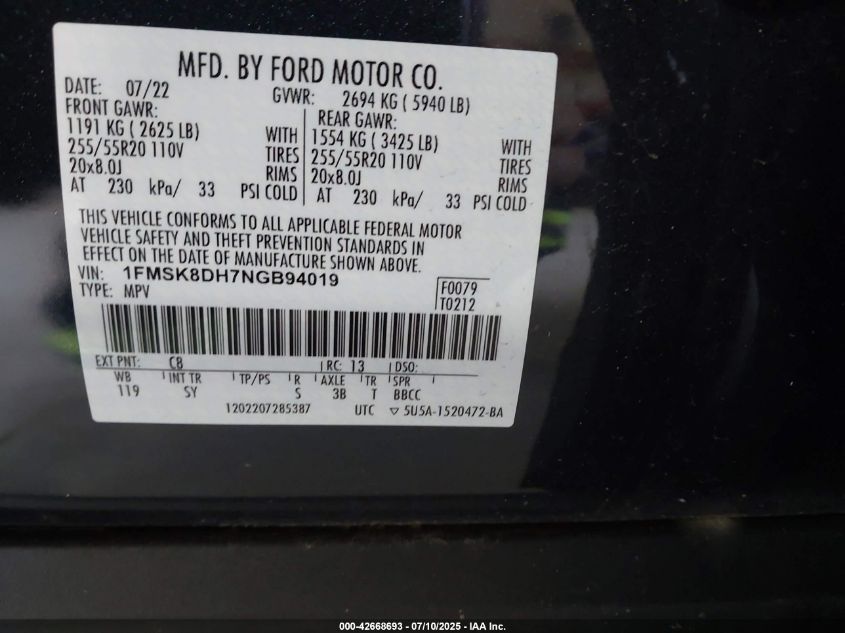 MFD. BY FORD MOTOR CO.
DATE: 07/22
GVWR: 2694 KG ( 5940 LB)
FRONT GAWR:
1191 KG ( 2625 LB) WITH
255/55R20 110V TIRES
20x8.0J RIMS
AT 230 kPa/ 33 PSI COLD
REAR GAWR:
1554 KG ( 3425 LB) WITH
255/55R20 110V TIRES
20x8.0J RIMS
AT 230 kPa/ 33 PSI COLD
THIS VEHICLE CONFORMS TO ALL APPLICABLE FEDERAL MOTOR
VEHICLE SAFETY AND THEFT PREVENTION STANDARDS IN
EFFECT ON THE DATE OF MANUFACTURE SHOWN ABOVE.
VIN: 1FMSK8DH7NGB94019
TYPE: MPV
F0079
T0212
EXT PNT: C8 RC: 13 DSO:
WB INT TR TP/PS R AXLE TR SPR
119 SY S 3B T BBCC
1202207285387 UTC ▽ 5U5A-1520472-BA
000-42668693 - 07/10/2025 - IAA Inc.